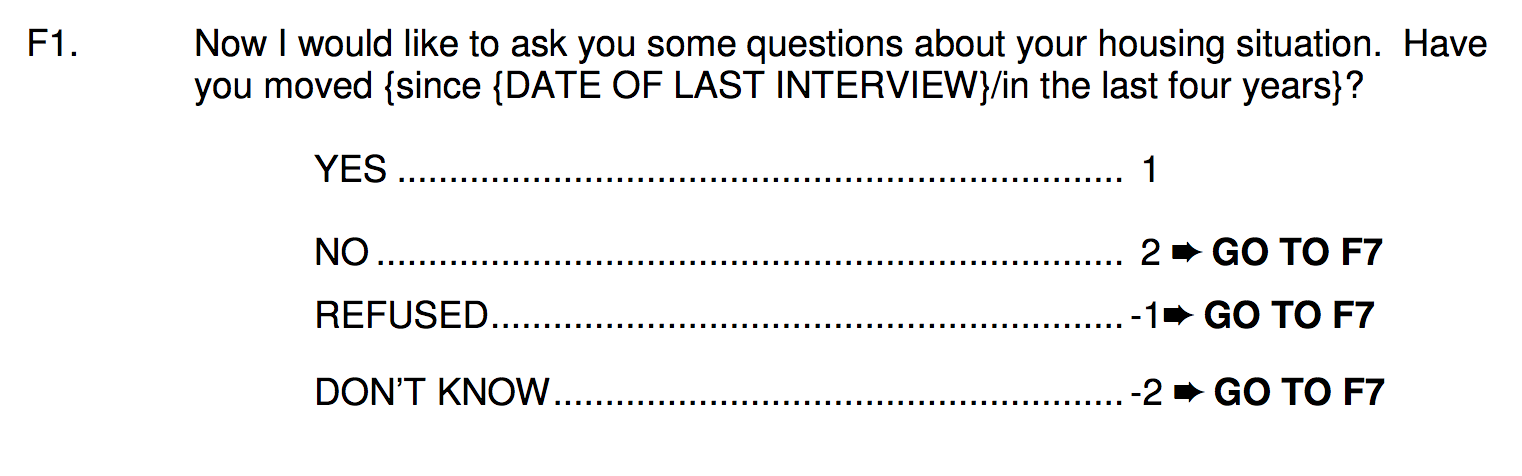 F1. Now I would like to ask you some questions about your housing situation. Have
you moved {since {DATE OF LAST INTERVIEW}/in the last four years}?
YES ...................................................................... 1
NO ........................................................................ 2 ➨ GO TO F7
REFUSED ............................................................. -1 ➨ GO TO F7
DON'T KNOW ....................................................... -2 ➨ GO TO F7